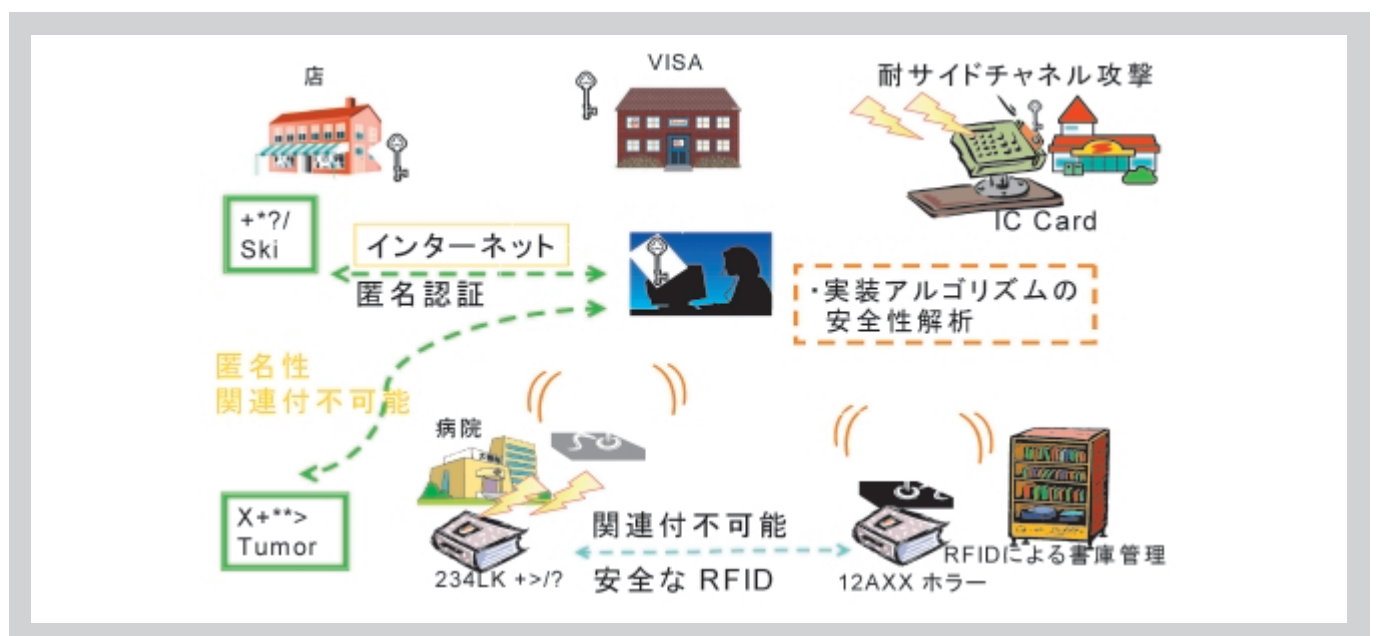 店
VISA
耐サイドチャネル攻撃
IC Card
+*?/
Ski
インターネット
匿名認証
・実装アルゴリズムの
安全性解析
匿名性
関連付不可能
病院
X+**>
Tumor
関連付不可能
安全な RFID
234LK +>/?
RFIDによる書庫管理
12AXX ホラー